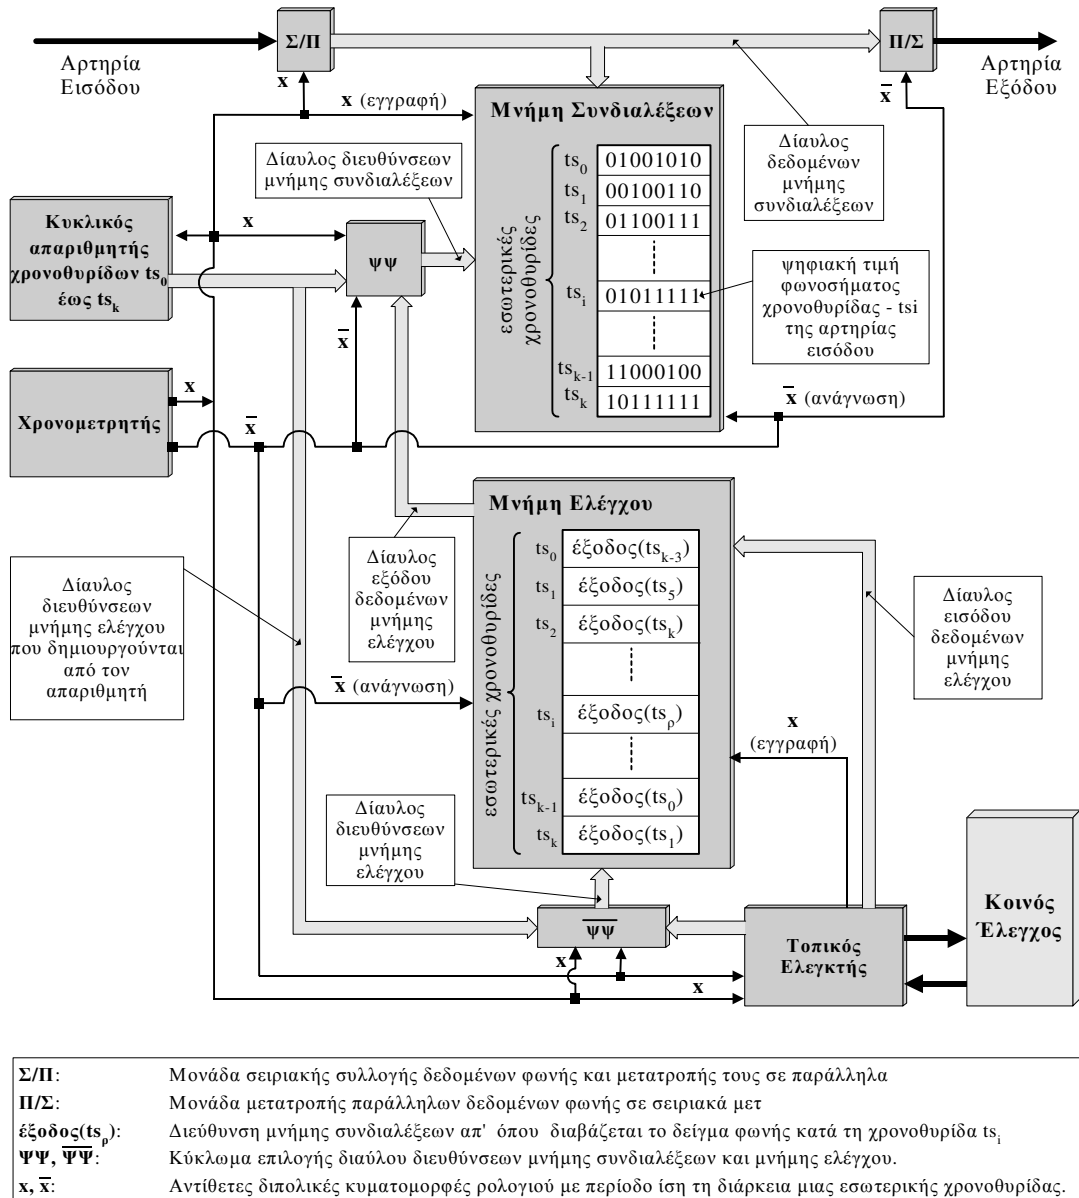 Σ/Π
Π/Σ
Αρτηρία
Εισόδου
Αρτηρία
Εξόδου
x
x̅
x (εγγραφή)
Μνήμη Συνδιαλέξεων
Δίαυλος διευθύνσεων
μνήμης συνδιαλέξεων
Δίαυλος
δεδομένων
μνήμης
συνδιαλέξεων
εσωτερικές
χρονοθυρίδες
ts0 01001010
ts1 00100110
ts2 01100111
tsi 01011111
tsk-1 11000100
tsk 10111111
Κυκλικός
απαριθμητής
χρονοθυρίδων ts0
έως tsk
x
ΨΨ
x̅
ψηφιακή τιμή
φωνοσήματος
χρονοθυρίδας - tsi
της αρτηρίας
εισόδου
Χρονομετρητής
x
x̅
x̅ (ανάγνωση)
Μνήμη Ελέγχου
εσωτερικές χρονοθυρίδες
ts0 έξοδος(tsk-3)
ts1 έξοδος(ts5)
ts2 έξοδος(tsk)
tsi έξοδος(tsρ)
tsk-1 έξοδος(ts0)
tsk έξοδος(ts1)
Δίαυλος
διευθύνσεων
μνήμης ελέγχου
που δημιουργούνται
από τον
απαριθμητή
Δίαυλος
εξόδου
δεδομένων
μνήμης
ελέγχου
Δίαυλος
εισόδου
δεδομένων
μνήμης
ελέγχου
x̅ (ανάγνωση)
x
(εγγραφή)
Δίαυλος
διευθύνσεων
μνήμης
ελέγχου
Ψ̅Ψ̅
x
x
Τοπικός
Ελεγκτής
Κοινός
Έλεγχος
Σ/Π: Μονάδα σειριακής συλλογής δεδομένων φωνής και μετατροπής τους σε παράλληλα
Π/Σ: Μονάδα μετατροπής παράλληλων δεδομένων φωνής σε σειριακά μετ
έξοδος(tsρ): Διεύθυνση μνήμης συνδιαλέξεων απ' όπου διαβάζεται το δείγμα φωνής κατά τη χρονοθυρίδα tsi
ΨΨ, Ψ̅Ψ̅: Κύκλωμα επιλογής διαύλου διευθύνσεων μνήμης συνδιαλέξεων και μνήμης ελέγχου.
x, x̅: Αντίθετες διπολικές κυματομορφές ρολογιού με περίοδο ίση τη διάρκεια μιας εσωτερικής χρονοθυρίδας.